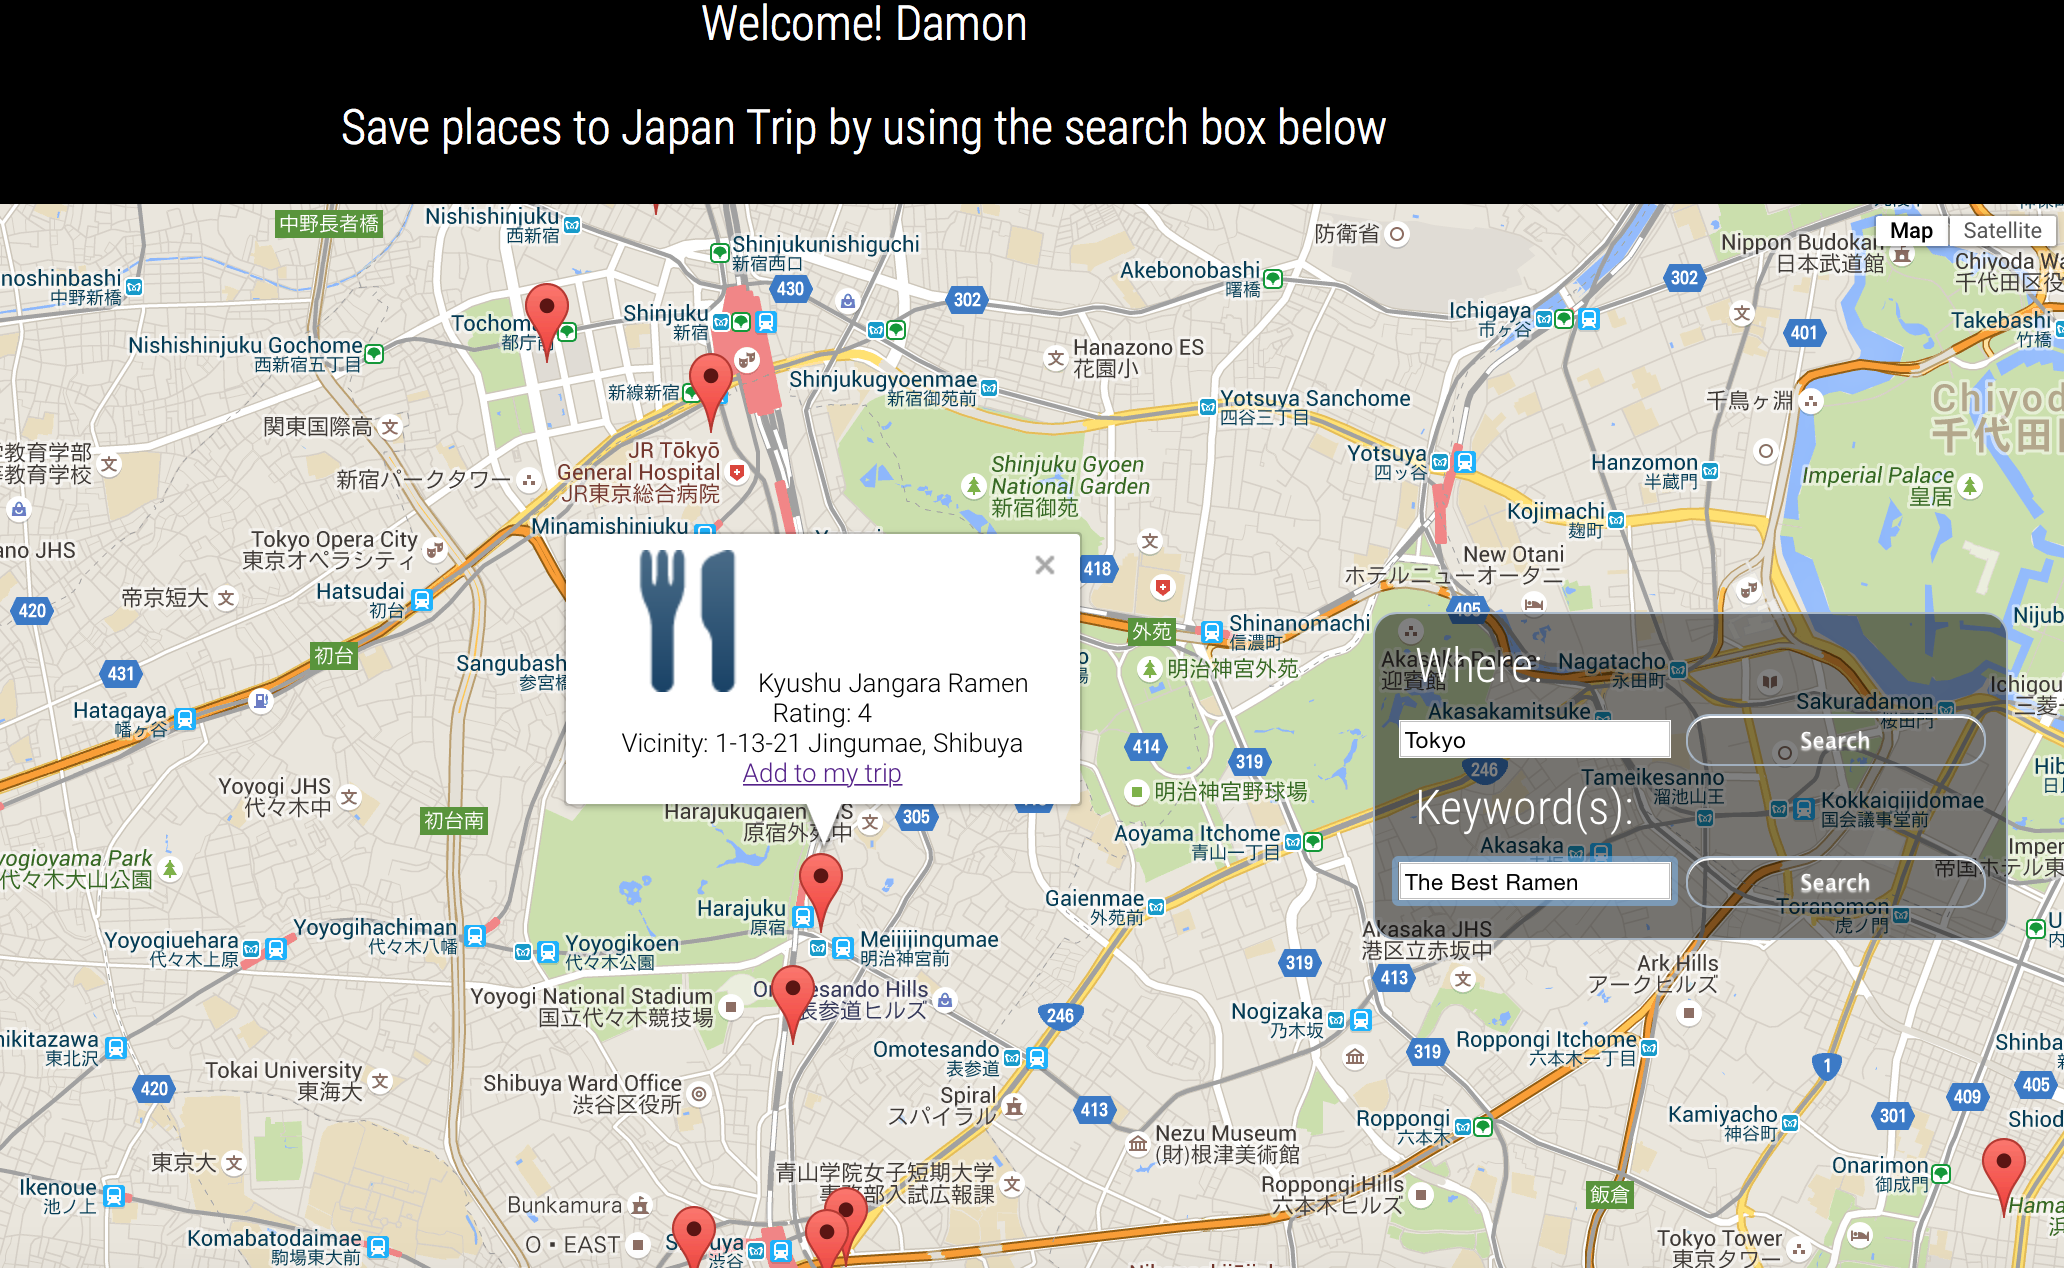 Welcome! Damon
Save places to Japan Trip by using the search box below
中野長者橋
Nishishinjuku
西新宿
Shinjukunishiguchi
新宿西口
防衛省
Nippon Budokan
日本武道館
Map
Satellite
Chiyoda
千代田区役
noshinbashi
中野新橋
430
302
Akebonobashi
曙橋
302
Tochom
都庁前
Shinjuku
新宿
Ichigaya
市ヶ谷
401
Takebashi
竹橋
Nishishinjuku Gochome
西新宿五丁目
Hanazono ES
花園小
新線新宿
Shinjukugyoenmae
新宿御苑前
Yotsuya Sanchome
四谷三丁目
千鳥ヶ淵
Chiyod
千代田
関東国際高
教育学部
教育学校
JR Tōkyō
General Hospital
JR東京総合病院
新宿パークタワー
Shinjuku Gyoen
National Garden
新宿御苑
Yotsuya
四ッ谷
Hanzomon
半蔵門
Imperial Palace
皇居
Minamishinjuku
Kojimachi
麹町
ano JHS
Tokyo Opera City
東京オペラシティ
New Otani
ホテルニューオータニ
418
420
帝京短大
Hatsudai
初台
405
外苑
Shinanomachi
信濃町
Nijub
初台
431
Sangubash
参宮橋
明治神宮外苑
Where:
Akasaka Palace
迎賓館
Nagatacho
永田町
Kyushu Jangara Ramen
Rating: 4
Vicinity: 1-13-21 Jingumae, Shibuya
Add to my trip
Hatagaya
幡ヶ谷
Akasakamitsuke
Sakuradamon
桜田門
Ichigou
三菱一
414
319
Tokyo
Search
246
Tameikesanno
溜池山王
Yoyogi JHS
代々木中
初台南
明治神宮野球場
Keyword(s):
Kokkaigijidomae
国会議事堂前
Harajukugaien JHS
原宿外苑中
305
Aoyama Itchome
青山一丁目
Akasaka
yogioyama Park
代々木大山公園
The Best Ramen
Search
Imper
帝国ホテル東
Gaienmae
外苑前
Harajuku
原宿
Toranomon
虎ノ門
Yoyogiuehara
代々木上原
Yoyogihachiman
代々木八幡
Yoyogikoen
代々木公園
Meijijingumae
明治神宮前
Akasaka JHS
港区立赤坂中
319
413
Ark Hills
アークヒルズ
Yoyogi National Stadium
国立代々木競技場
Omotesando Hills
表参道ヒルズ
246
Nogizaka
乃木坂
hikitazawa
東北沢
Omotesando
表参道
319
Roppongi Itchome
六本木一丁目
1
Shinba
420
Tokai University
東海大
Shibuya Ward Office
渋谷区役所
Spiral
スパイラル
413
405
409
301
Shiod
Roppongi
六本木
Kamiyacho
神谷町
Nezu Museum
(財)根津美術館
東京大
青山学院女子短期大学
事務部入試広報課
Onarimon
御成門
Ikenoue
池ノ上
Bunkamura
Roppongi Hills
六本木ヒルズ
飯倉
Hama
浜
Komabatodaimae
駒場東大前
O・EAST
渋谷
Tokyo Tower
東京タワー